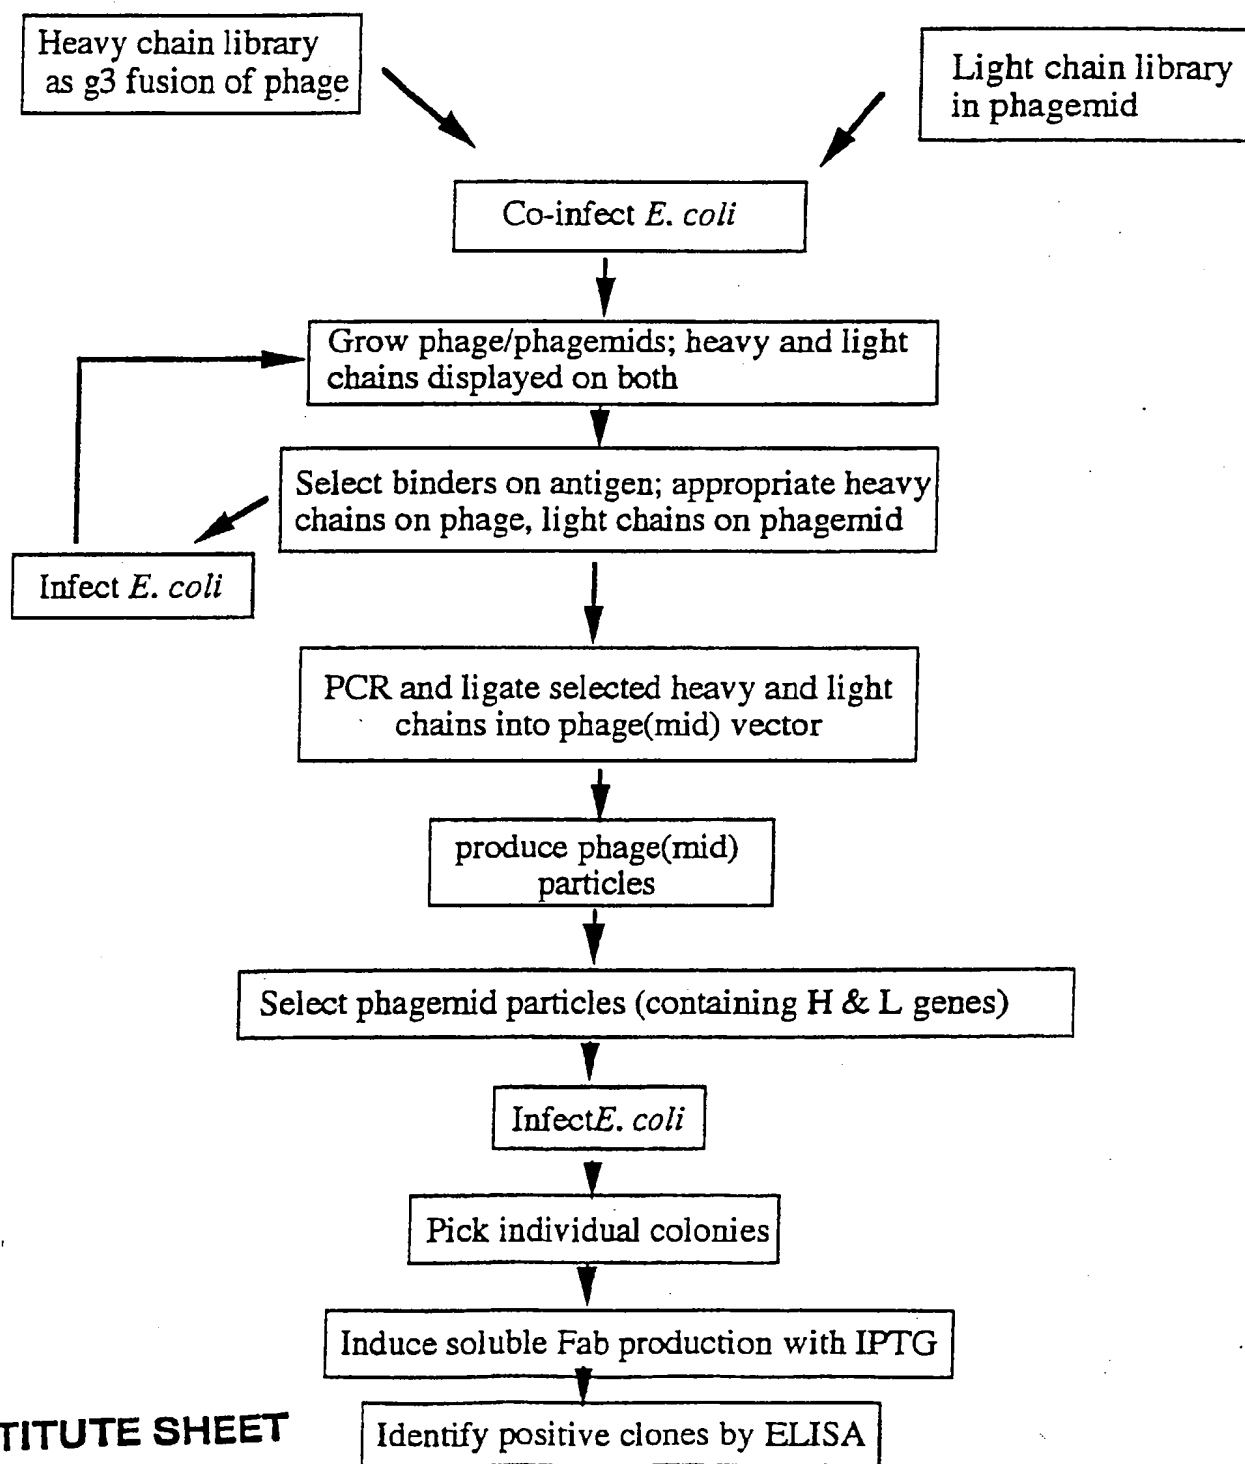 Heavy chain library
as g3 fusion of phage
Light chain library
in phagemid
Co-infect E. coli
Grow phage/phagemids; heavy and light
chains displayed on both
Select binders on antigen; appropriate heavy
chains on phage, light chains on phagemid
Infect E. coli
PCR and ligate selected heavy and light
chains into phage(mid) vector
produce phage(mid)
particles
Select phagemid particles (containing H & L genes)
InfectE. coli
Pick individual colonies
Induce soluble Fab production with IPTG
TITUTE SHEET
Identify positive clones by ELISA